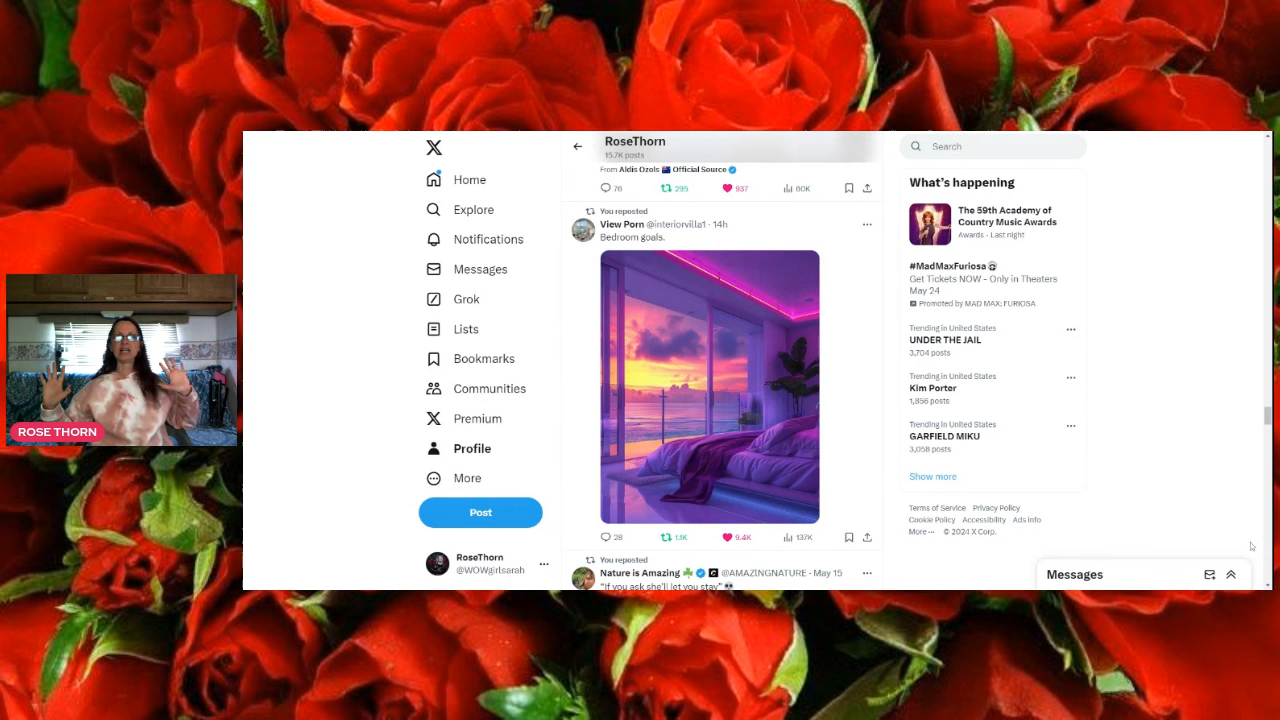 ROSE THORN
Home
Explore
Notifications
Messages
Grok
Lists
Bookmarks
Communities
Premium
Profile
More
Post
RoseThorn
@WOWgirlsarah
RoseThorn
15.7K posts
From Aldis Ozols 🇦🇺 Official Source
76 295 937 60K
You reposted
View Porn @interiorvilla1 · 14h
Bedroom goals.
28 1.1K 9.4K 137K
You reposted
Nature is Amazing ☘️ @AMAZlNGNATURE · May 15
"If you ask she'll let you stay" 💀
Search
What's happening
The 59th Academy of
Country Music Awards
Awards · Last night
#MadMaxFuriosa
Get Tickets NOW – Only in Theaters
May 24
Promoted by MAD MAX: FURIOSA
Trending in United States
UNDER THE JAIL
3,704 posts
Trending in United States
Kim Porter
1,856 posts
Trending in United States
GARFIELD MIKU
3,058 posts
Show more
Terms of Service Privacy Policy
Cookie Policy Accessibility Ads info
More ··· © 2024 X Corp.
Messages